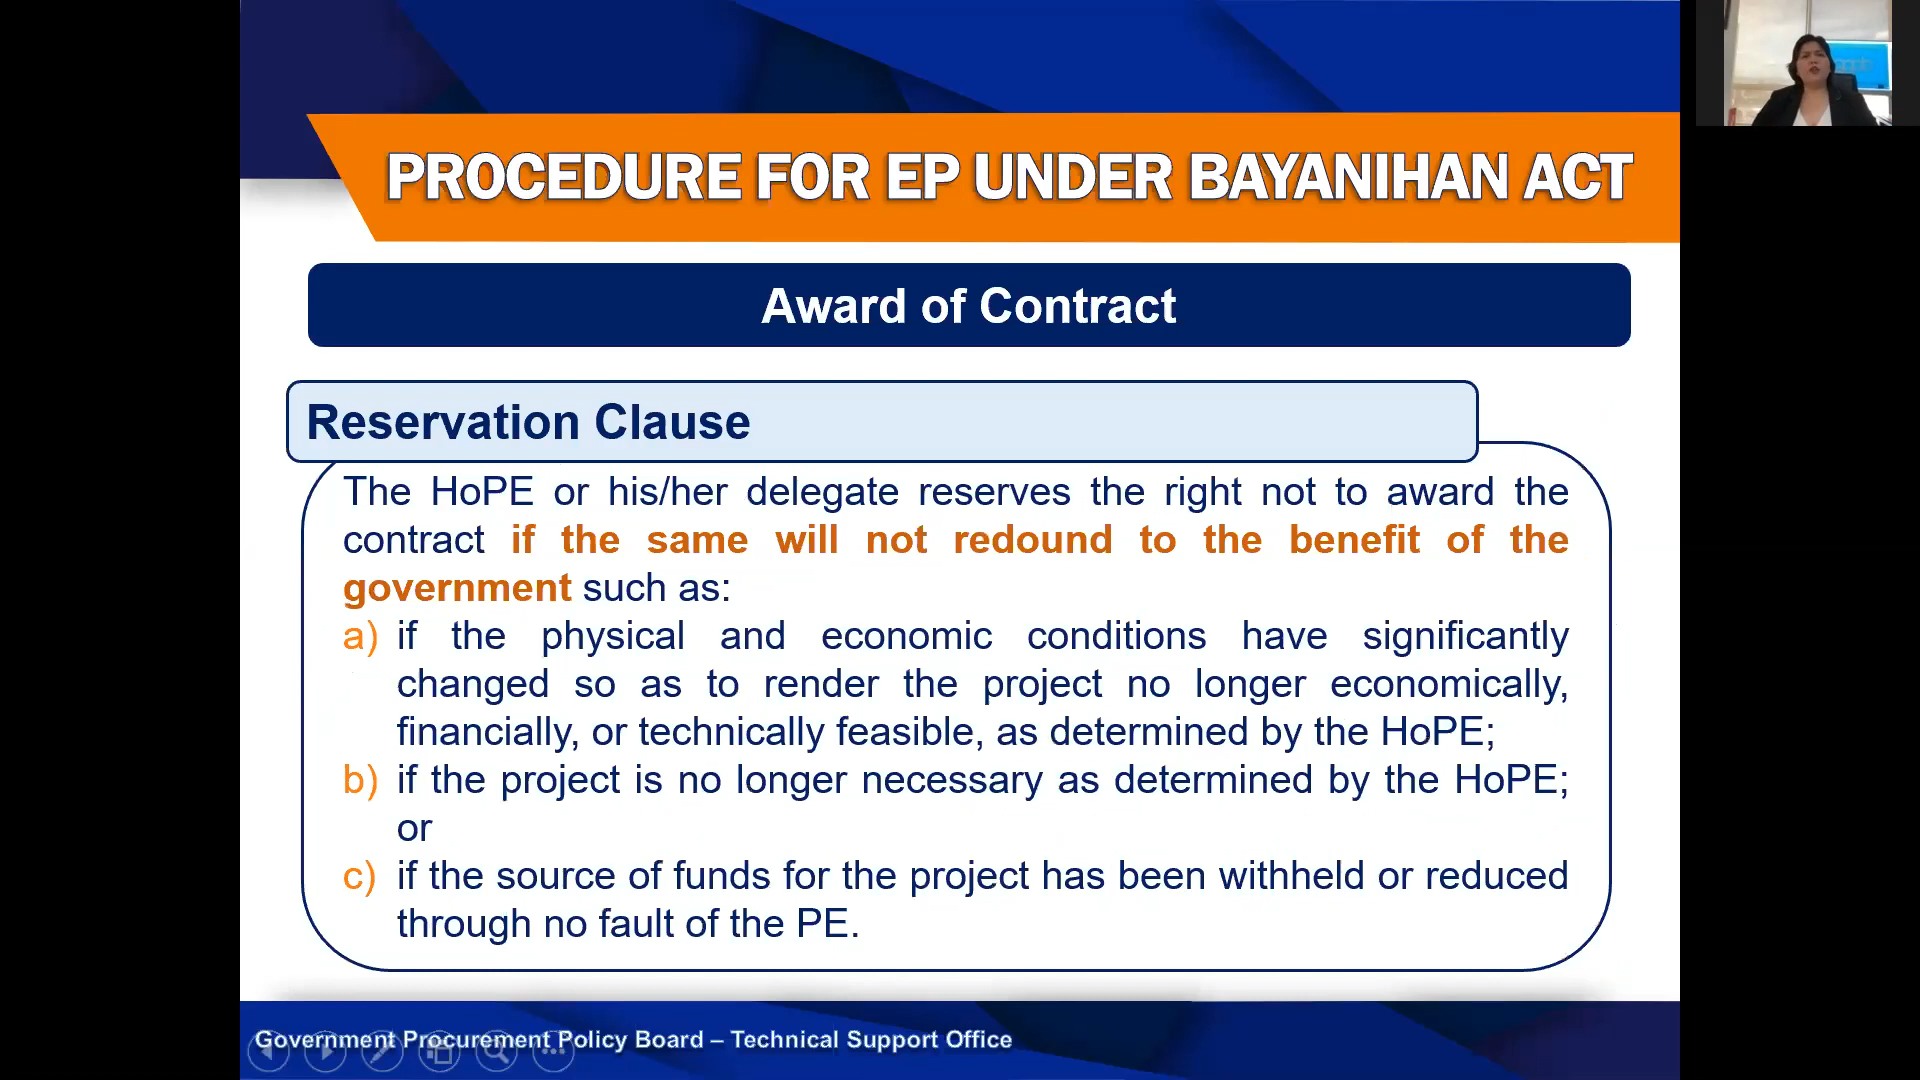 PROCEDURE FOR EP UNDER BAYANIHAN ACT
Award of Contract
Reservation Clause
The HoPE or his/her delegate reserves the right not to award the
contract if the same will not redound to the benefit of the
government such as:
a) if the physical and economic conditions have significantly
changed so as to render the project no longer economically,
financially, or technically feasible, as determined by the HoPE;
b) if the project is no longer necessary as determined by the HoPE;
or
c) if the source of funds for the project has been withheld or reduced
through no fault of the PE.
Government Procurement Policy Board – Technical Support Office